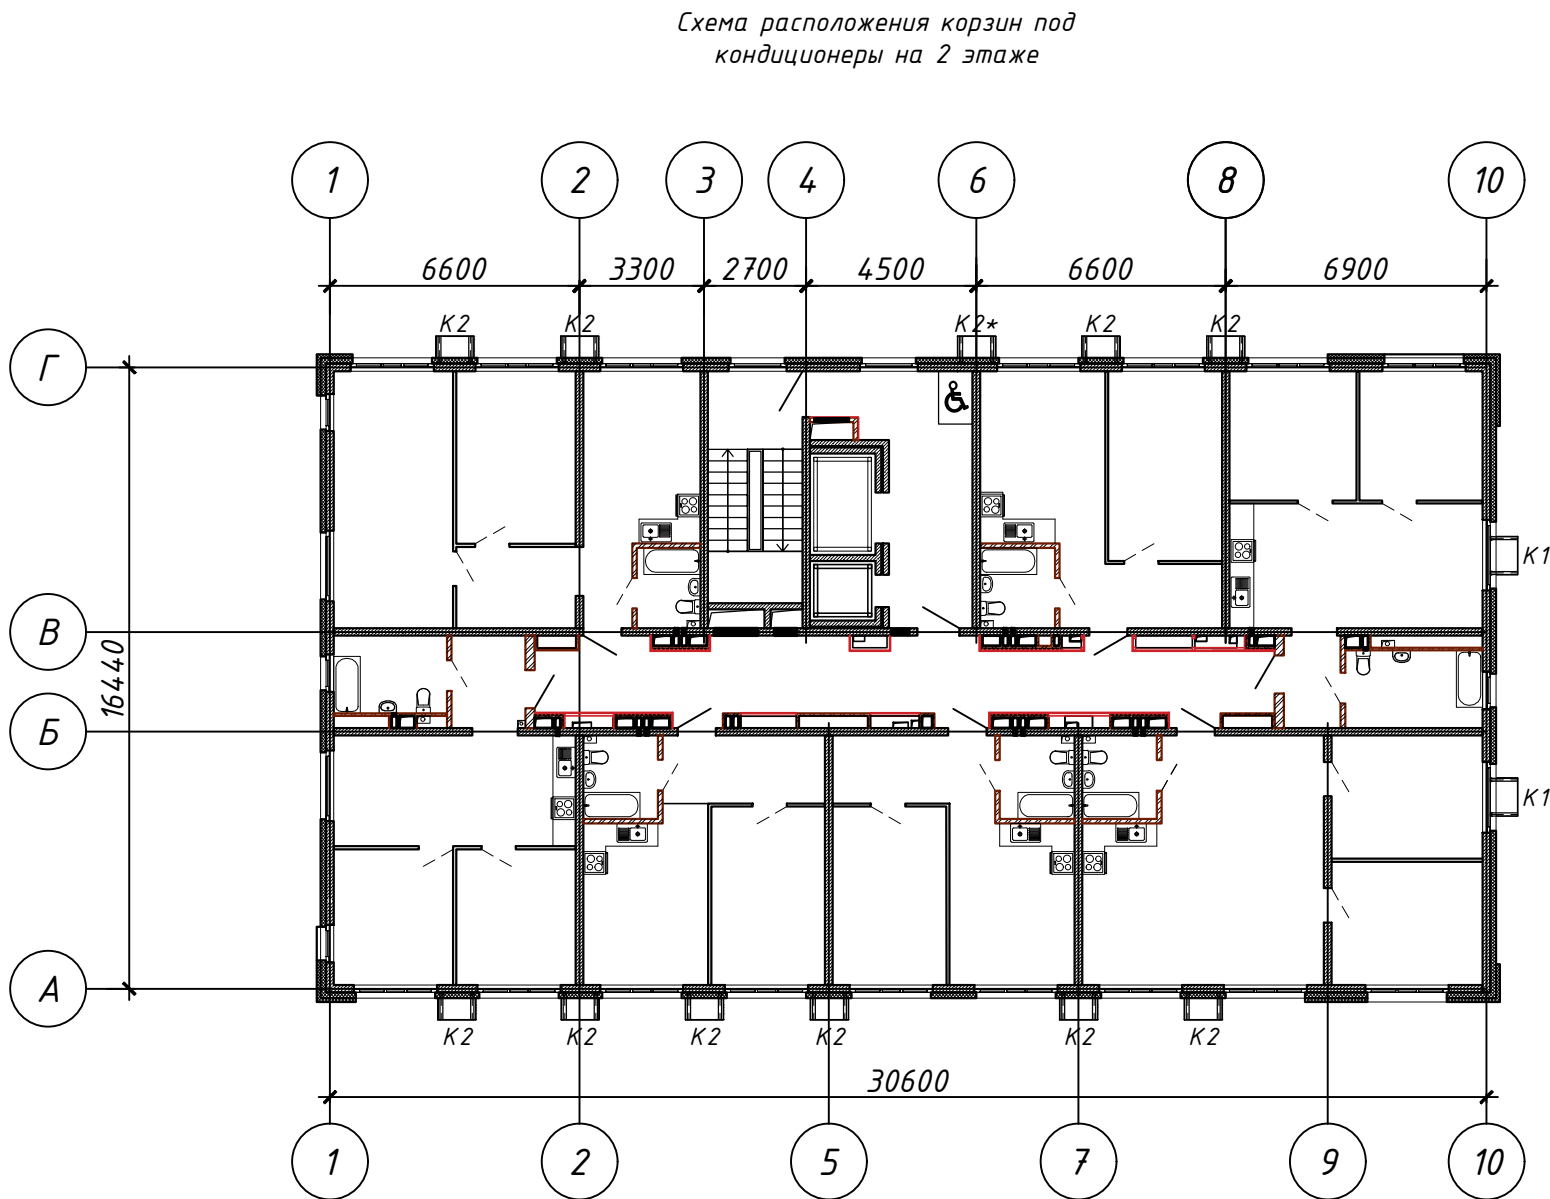 Схема расположения корзин под
кондиционеры на 2 этаже
1 2 3 4 6 8 10
6600 3300 2700 4500 6600 6900
К2 К2 К2* К2 К2
Г
К1
В
16440
Б
К1
А
К2 К2 К2 К2 К2 К2
30600
1 2 5 7 9 10